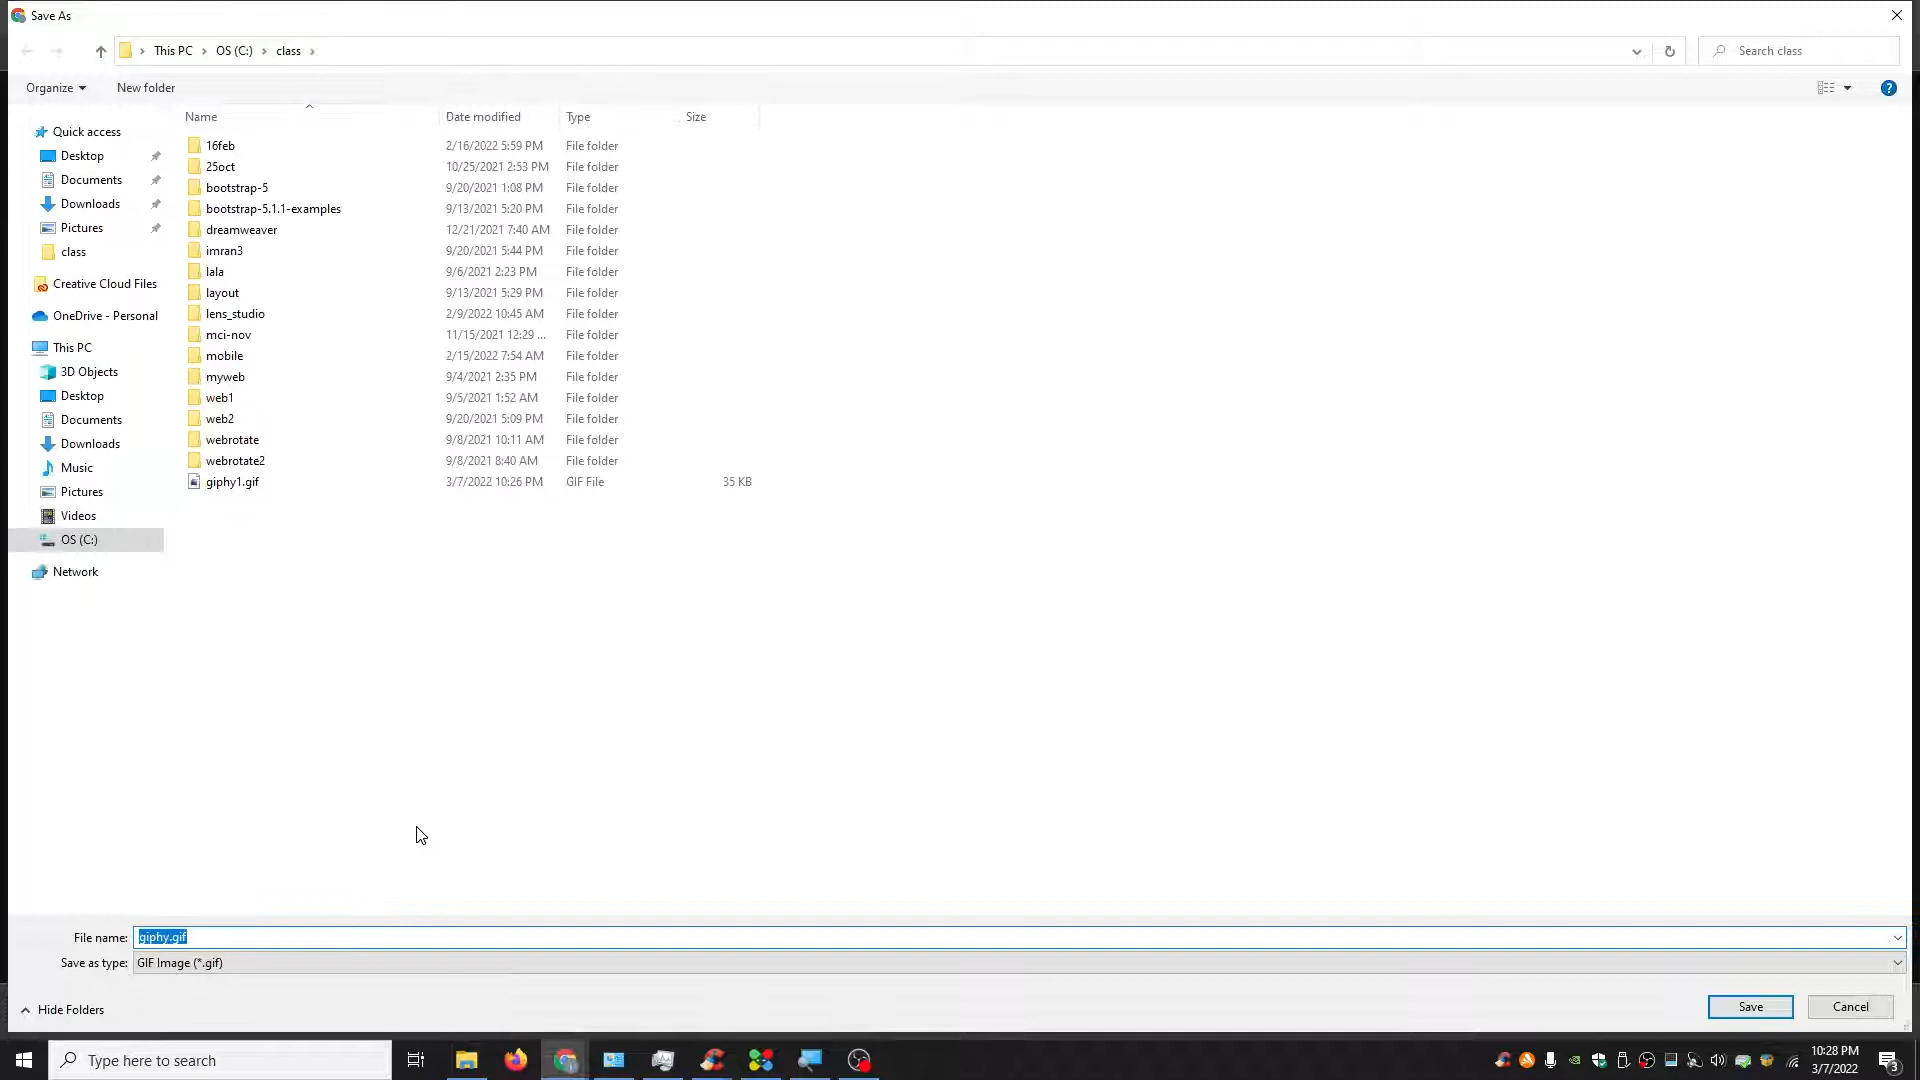 Save As
This PC > OS (C:) > class >
Search class
Organize
New folder
Name Date modified Type Size
Quick access
Desktop
Documents
Downloads
Pictures
class
Creative Cloud Files
OneDrive - Personal
This PC
3D Objects
Desktop
Documents
Downloads
Music
Pictures
Videos
OS (C:)
Network
16feb 2/16/2022 5:59 PM File folder
25oct 10/25/2021 2:53 PM File folder
bootstrap-5 9/20/2021 1:08 PM File folder
bootstrap-5.1.1-examples 9/13/2021 5:20 PM File folder
dreamweaver 12/21/2021 7:40 AM File folder
imran3 9/20/2021 5:44 PM File folder
lala 9/6/2021 2:23 PM File folder
layout 9/13/2021 5:29 PM File folder
lens_studio 2/9/2022 10:45 AM File folder
mci-nov 11/15/2021 12:29 ... File folder
mobile 2/15/2022 7:54 AM File folder
myweb 9/4/2021 2:35 PM File folder
web1 9/5/2021 1:52 AM File folder
web2 9/20/2021 5:09 PM File folder
webrotate 9/8/2021 10:11 AM File folder
webrotate2 9/8/2021 8:40 AM File folder
giphy1.gif 3/7/2022 10:26 PM GIF File 35 KB
File name: giphy.gif
Save as type: GIF Image (*.gif)
Hide Folders
Save
Cancel
Type here to search
10:28 PM
3/7/2022
3